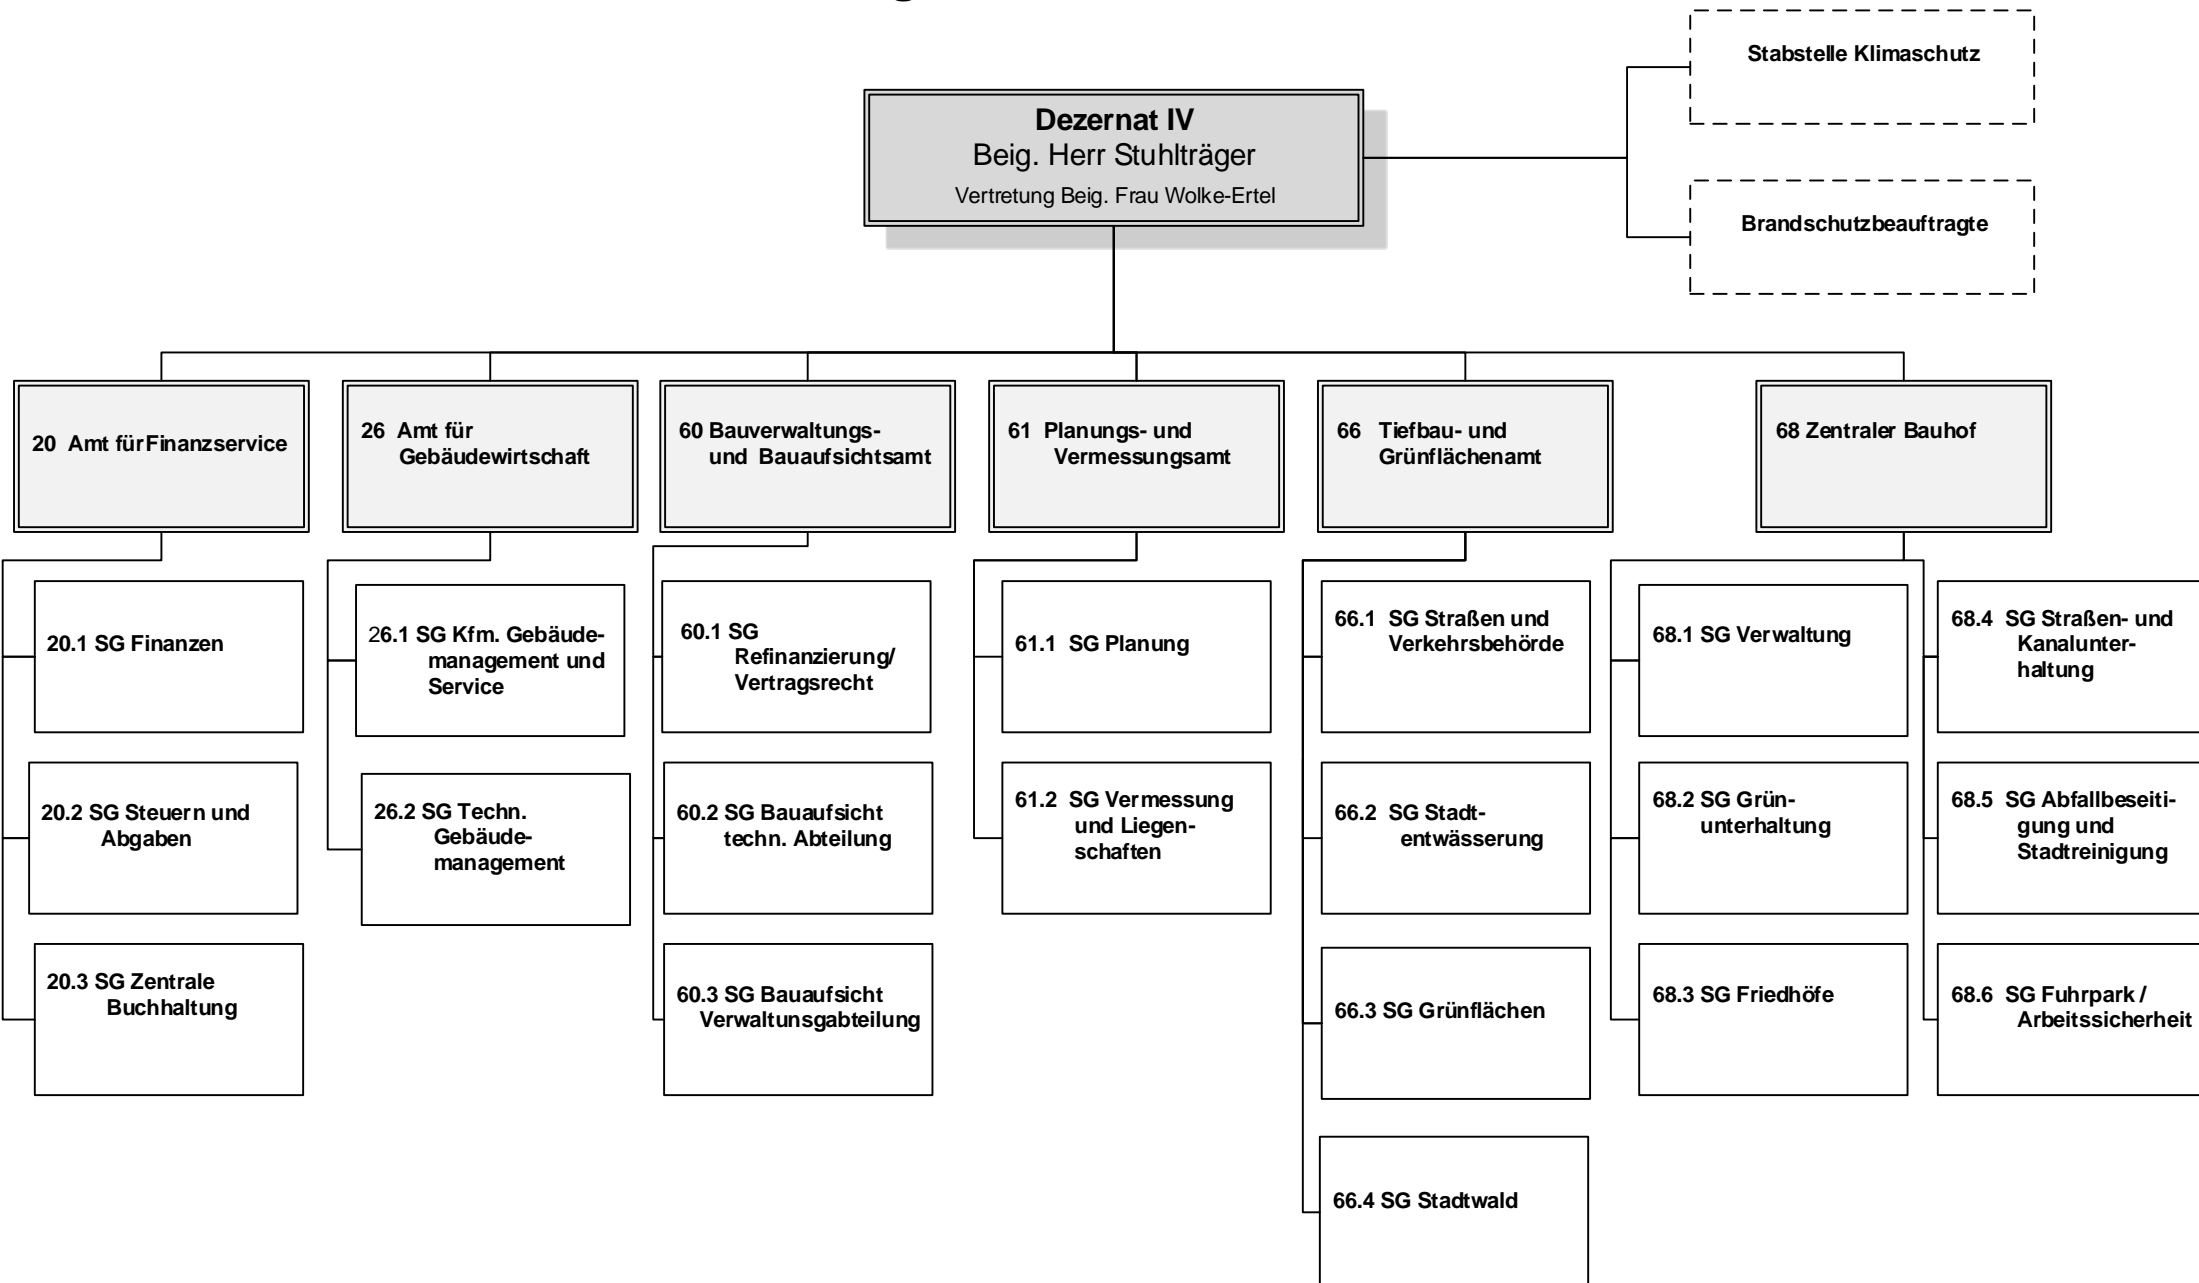 Stabstelle Klimaschutz
Dezernat IV
Beig. Herr Stuhlträger
Vertretung Beig. Frau Wolke-Ertel
Brandschutzbeauftragte
20 Amt für Finanzservice
26 Amt für
Gebäudewirtschaft
60 Bauverwaltungs-
und Bauaufsichtsamt
61 Planungs- und
Vermessungsamt
66 Tiefbau- und
Grünflächenamt
68 Zentraler Bauhof
20.1 SG Finanzen
20.2 SG Steuern und
Abgaben
20.3 SG Zentrale
Buchhaltung
26.1 SG Kfm. Gebäude-
management und
Service
26.2 SG Techn.
Gebäude-
management
60.1 SG
Refinanzierung/
Vertragsrecht
60.2 SG Bauaufsicht
techn. Abteilung
60.3 SG Bauaufsicht
Verwaltunsgabteilung
61.1 SG Planung
61.2 SG Vermessung
und Liegen-
schaften
66.1 SG Straßen und
Verkehrsbehörde
66.2 SG Stadt-
entwässerung
66.3 SG Grünflächen
66.4 SG Stadtwald
68.1 SG Verwaltung
68.2 SG Grün-
unterhaltung
68.3 SG Friedhöfe
68.4 SG Straßen- und
Kanalunter-
haltung
68.5 SG Abfallbeseiti-
gung und
Stadtreinigung
68.6 SG Fuhrpark /
Arbeitssicherheit